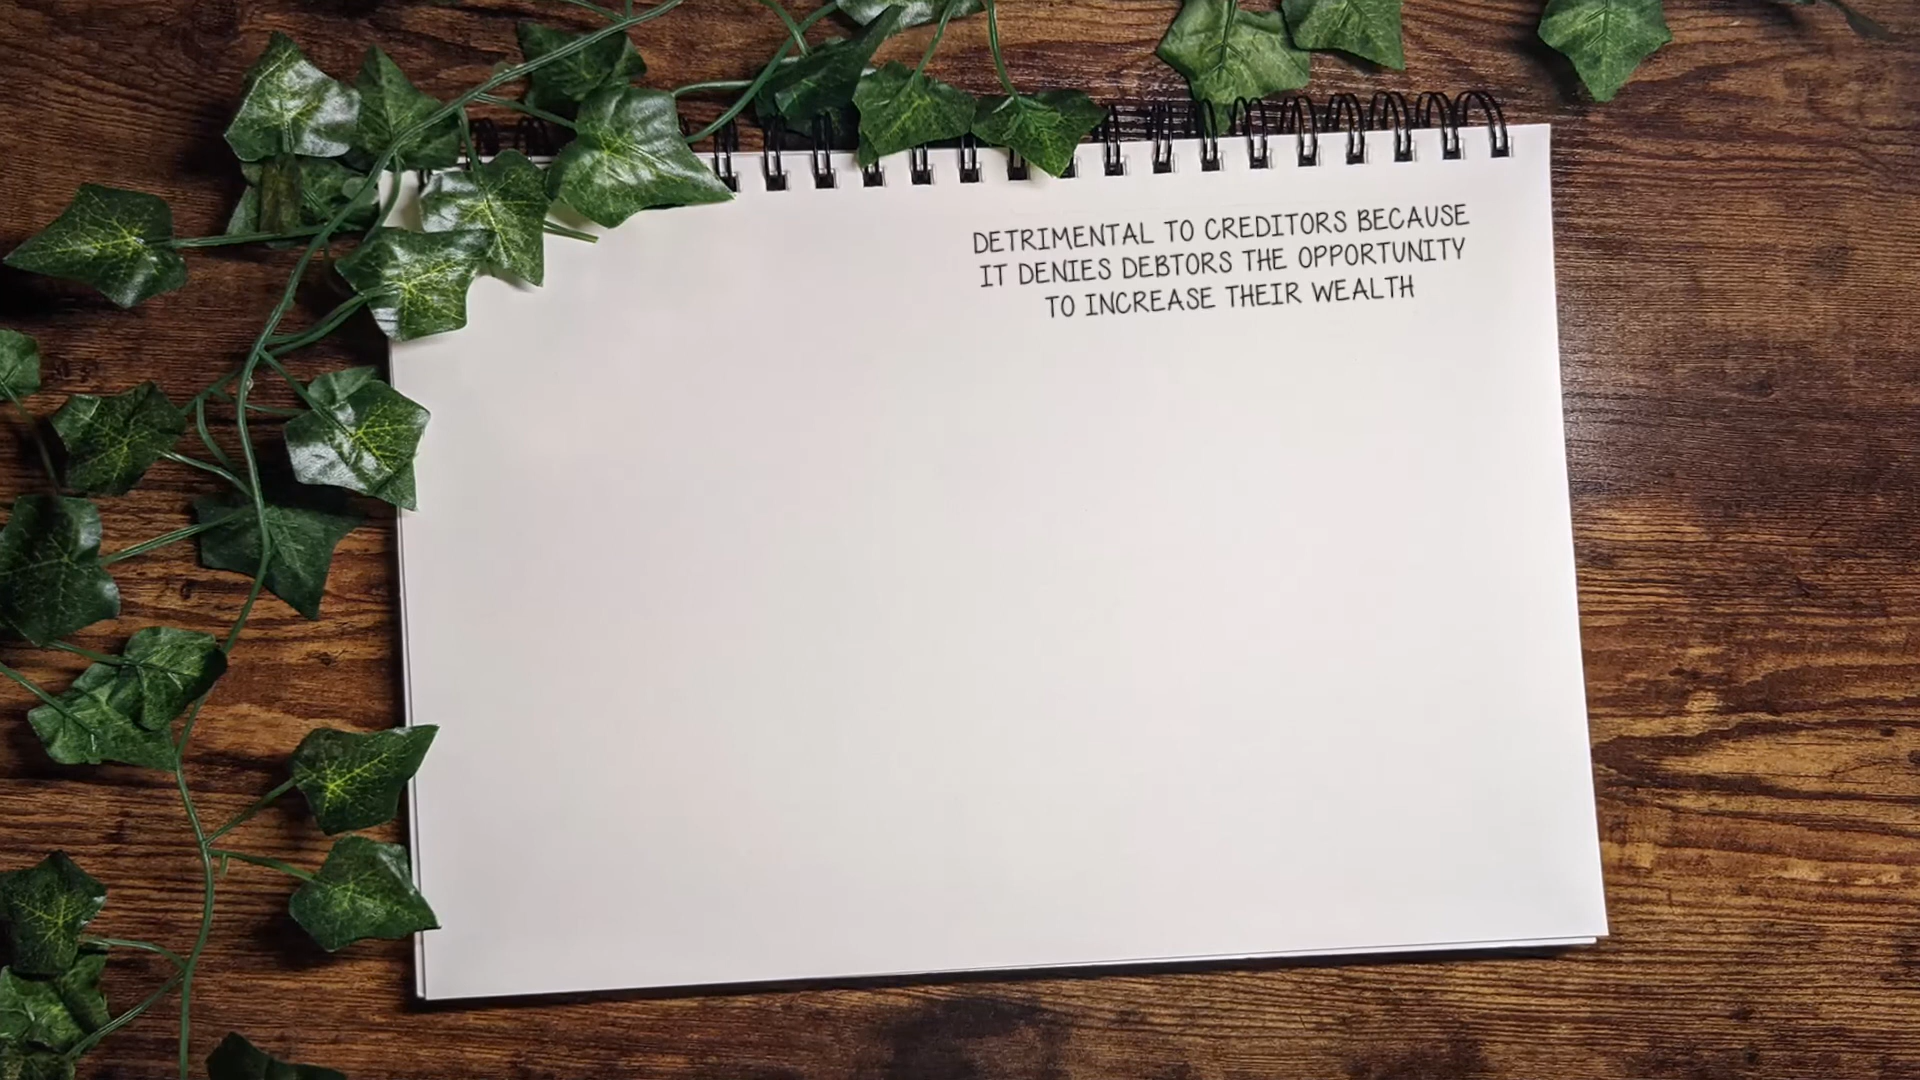 DETRIMENTAL TO CREDITORS BECAUSE
IT DENIES DEBTORS THE OPPORTUNITY
TO INCREASE THEIR WEALTH